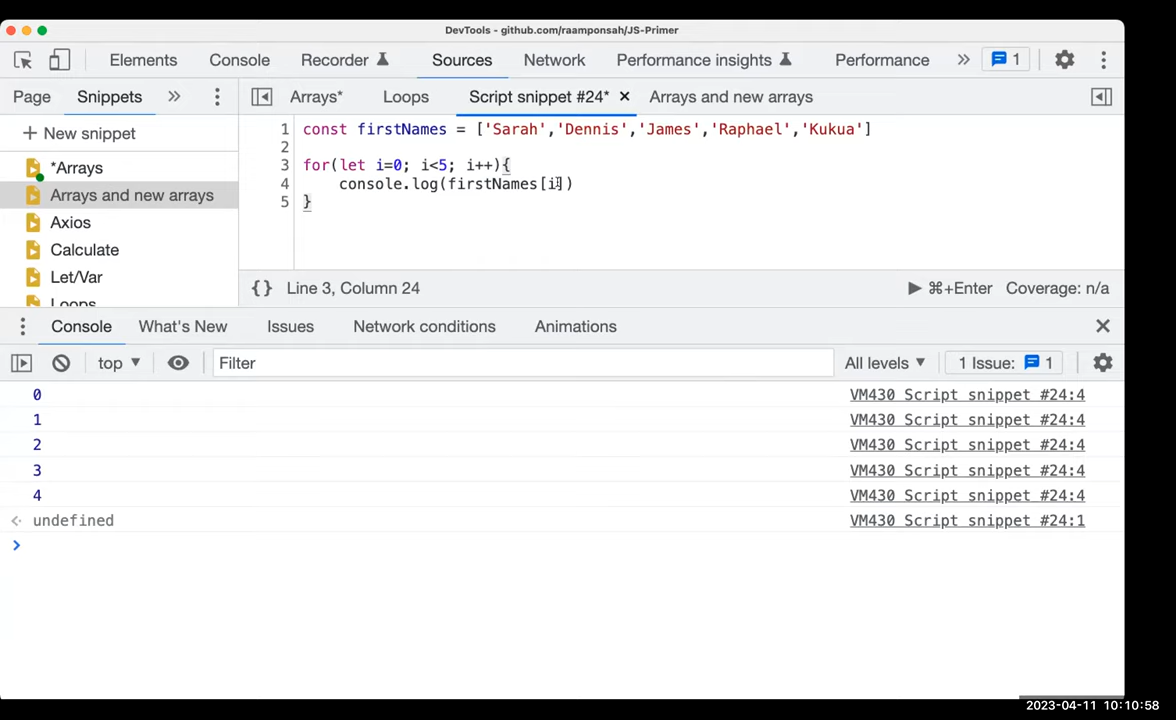 DevTools - github.com/raamponsah/JS-Primer
Elements Console Recorder Sources Network Performance insights Performance » 1
Page Snippets » Arrays* Loops Script snippet #24* × Arrays and new arrays
+ New snippet
*Arrays
Arrays and new arrays
Axios
Calculate
Let/Var
Loops
1 const firstNames = ['Sarah','Dennis','James','Raphael','Kukua']
2
3 for(let i=0; i<5; i++){
4 console.log(firstNames[i])
5 }
{} Line 3, Column 24 ⌘+Enter Coverage: n/a
Console What's New Issues Network conditions Animations
top ▼ Filter All levels ▼ 1 Issue: 1
0 VM430 Script snippet #24:4
1 VM430 Script snippet #24:4
2 VM430 Script snippet #24:4
3 VM430 Script snippet #24:4
4 VM430 Script snippet #24:4
undefined VM430 Script snippet #24:1
>
2023-04-11 10:10:58